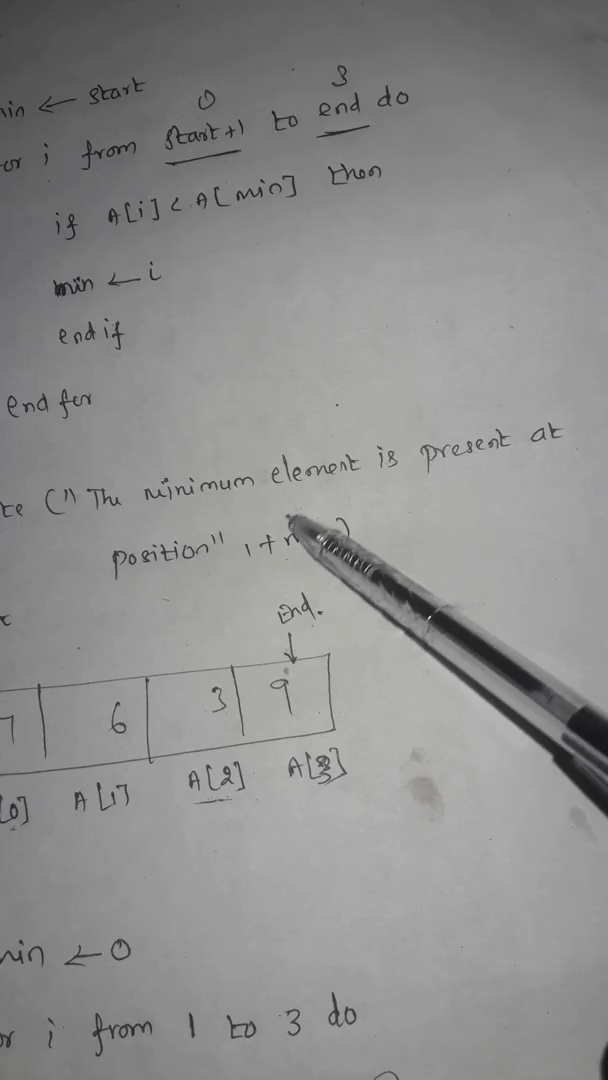 min ← start
0 3
for i from start+1 to end do
if A[i] < A[min] then
min ← i
end if
end for
te (" The minimum element is present at
position" , +
End.
↓
7 6 3 9
[0] A[1] A[2] A[3]
min ← 0
for i from 1 to 3 do